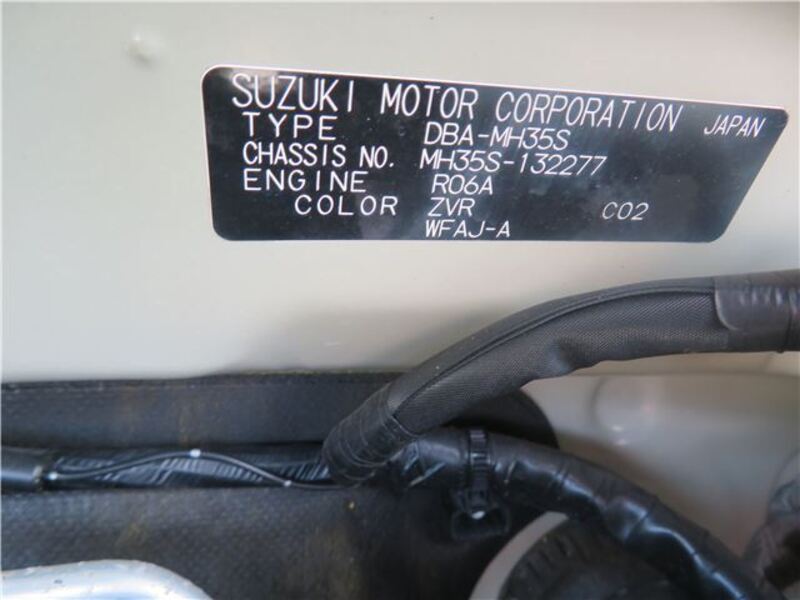 SUZUKI MOTOR CORPORATION JAPAN
TYPE DBA-MH35S
CHASSIS NO. MH35S-132277
ENGINE R06A
COLOR ZVR C02
WFAJ-A